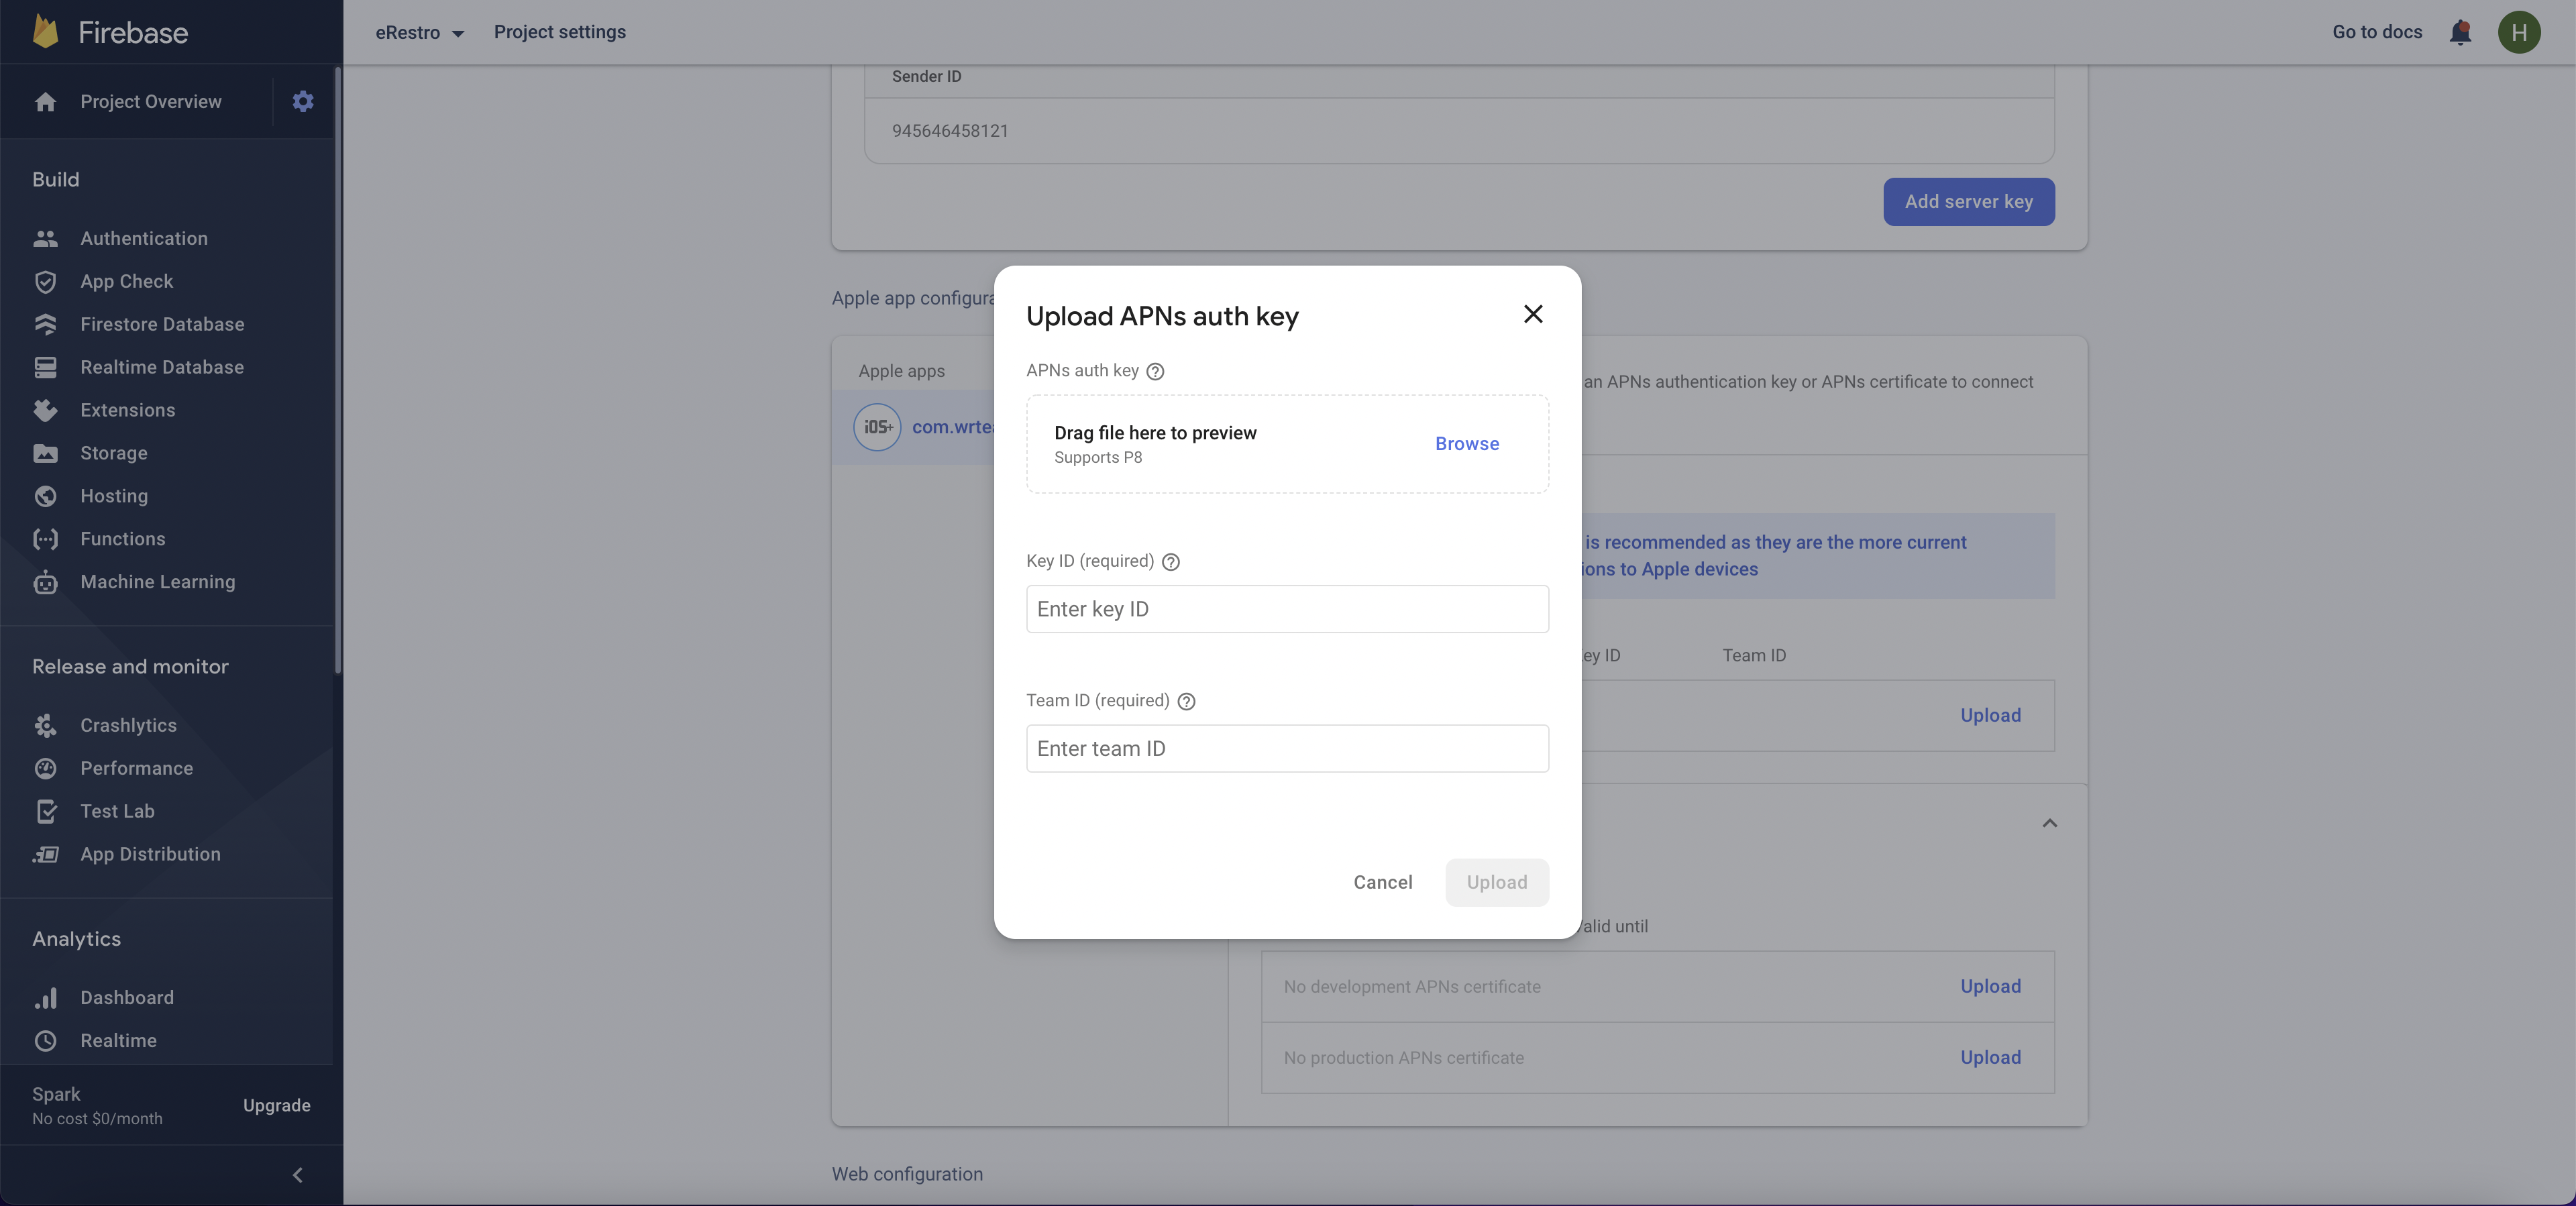 Firebase
eRestro
Project settings
Go to docs
H
Project Overview
Build
Authentication
App Check
Firestore Database
Realtime Database
Extensions
Storage
Hosting
Functions
Machine Learning
Release and monitor
Crashlytics
Performance
Test Lab
App Distribution
Analytics
Dashboard
Realtime
Spark
No cost $0/month
Upgrade
Sender ID
945646458121
Add server key
Apple app configura
Apple apps
iOS+
com.wrte
an APNs authentication key or APNs certificate to connect
is recommended as they are the more current
ions to Apple devices
ey ID
Team ID
Upload
alid until
No development APNs certificate
Upload
No production APNs certificate
Upload
Web configuration
Upload APNs auth key
APNs auth key
Drag file here to preview
Supports P8
Browse
Key ID (required)
Enter key ID
Team ID (required)
Enter team ID
Cancel
Upload